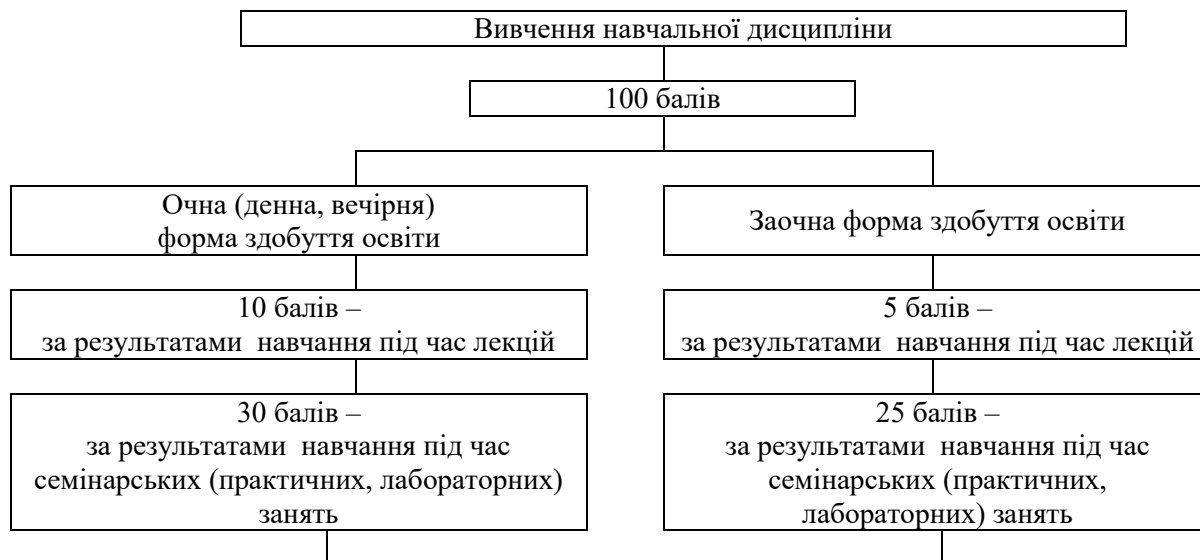 Вивчення навчальної дисципліни
100 балів
Очна (денна, вечірня)
форма здобуття освіти
Заочна форма здобуття освіти
10 балів –
за результатами навчання під час лекцій
5 балів –
за результатами навчання під час лекцій
30 балів –
за результатами навчання під час
семінарських (практичних, лабораторних)
занять
25 балів –
за результатами навчання під час
семінарських (практичних,
лабораторних) занять